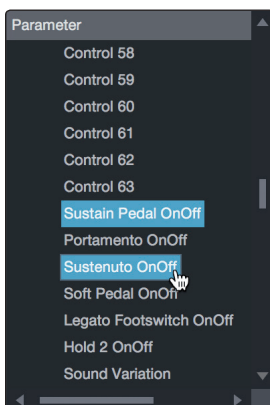 Parameter
Control 58
Control 59
Control 60
Control 61
Control 62
Control 63
Sustain Pedal OnOff
Portamento OnOff
Sustenuto OnOff
Soft Pedal OnOff
Legato Footswitch OnOff
Hold 2 OnOff
Sound Variation